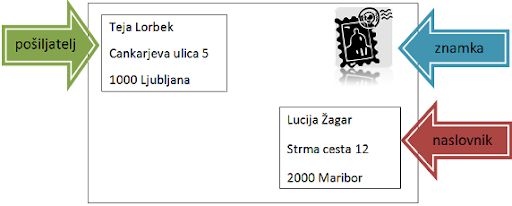 pošiljatelj
Teja Lorbek
Cankarjeva ulica 5
1000 Ljubljana
znamka
Lucija Žagar
Strma cesta 12
2000 Maribor
naslovnik